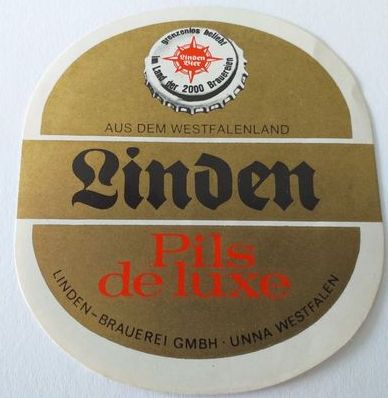 grenzenlos beliebt
im Land der 2000 Brauereien
Linden
Bier
AUS DEM WESTFALENLAND
Linden
Pils
de luxe
LINDEN-BRAUEREI GMBH · UNNA WESTFALEN